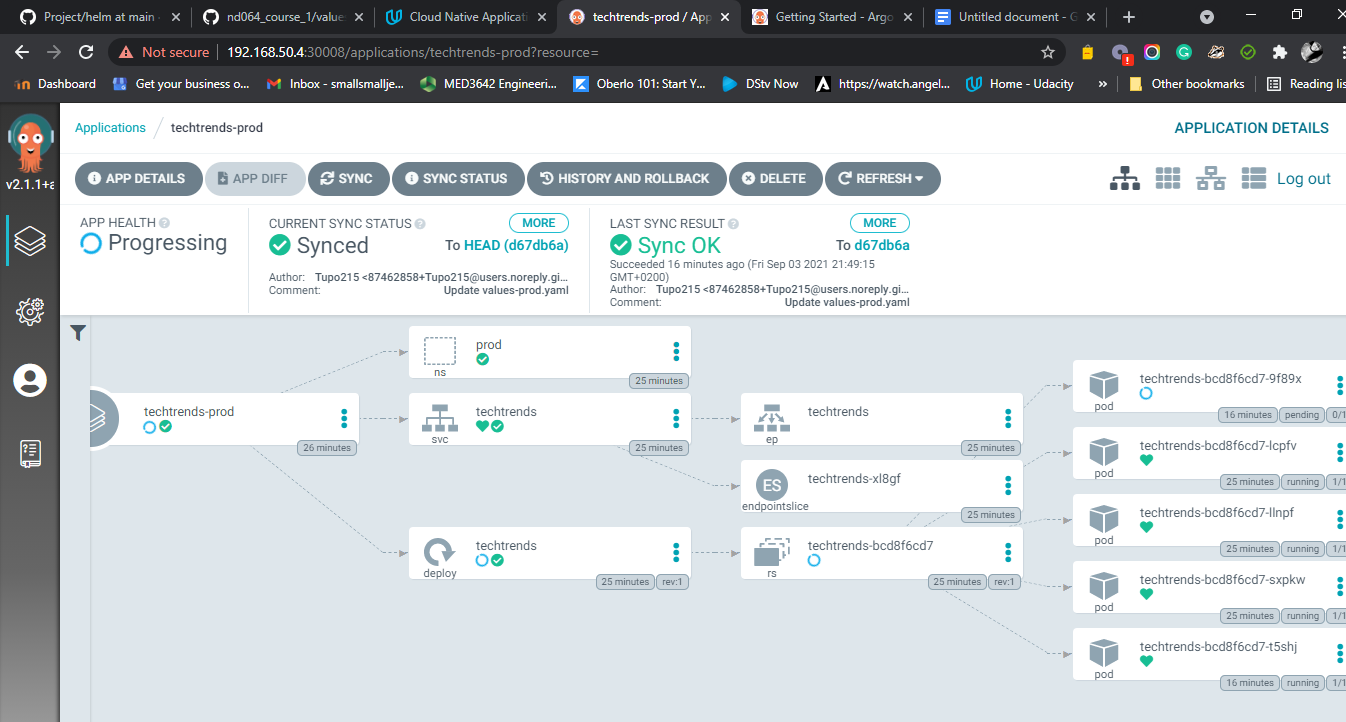 Project/helm at main
nd064_course_1/value
Cloud Native Applicati
techtrends-prod / App
Getting Started - Argo
Untitled document - G
Not secure
192.168.50.4:30008/applications/techtrends-prod?resource=
Dashboard
Get your business o...
Inbox - smallsmallje...
MED3642 Engineeri...
Oberlo 101: Start Y...
DStv Now
https://watch.angel...
Home - Udacity
»
Other bookmarks
Reading lis
v2.1.1+a
Applications / techtrends-prod
APPLICATION DETAILS
APP DETAILS
APP DIFF
SYNC
SYNC STATUS
HISTORY AND ROLLBACK
DELETE
REFRESH
Log out
APP HEALTH
Progressing
CURRENT SYNC STATUS
MORE
Synced
To HEAD (d67db6a)
Author: Tupo215 <87462858+Tupo215@users.noreply.gi...
Comment: Update values-prod.yaml
LAST SYNC RESULT
MORE
Sync OK
To d67db6a
Succeeded 16 minutes ago (Fri Sep 03 2021 21:49:15
GMT+0200)
Author: Tupo215 <87462858+Tupo215@users.noreply.gi...
Comment: Update values-prod.yaml
techtrends-prod
26 minutes
prod
ns
25 minutes
techtrends
svc
25 minutes
techtrends
deploy
25 minutes
rev:1
techtrends
ep
25 minutes
ES
techtrends-xl8gf
endpointslice
25 minutes
techtrends-bcd8f6cd7
rs
25 minutes
rev:1
techtrends-bcd8f6cd7-9f89x
pod
16 minutes
pending
0/1
techtrends-bcd8f6cd7-lcpfv
pod
25 minutes
running
1/1
techtrends-bcd8f6cd7-llnpf
pod
25 minutes
running
1/1
techtrends-bcd8f6cd7-sxpkw
pod
25 minutes
running
1/1
techtrends-bcd8f6cd7-t5shj
pod
16 minutes
running
1/1